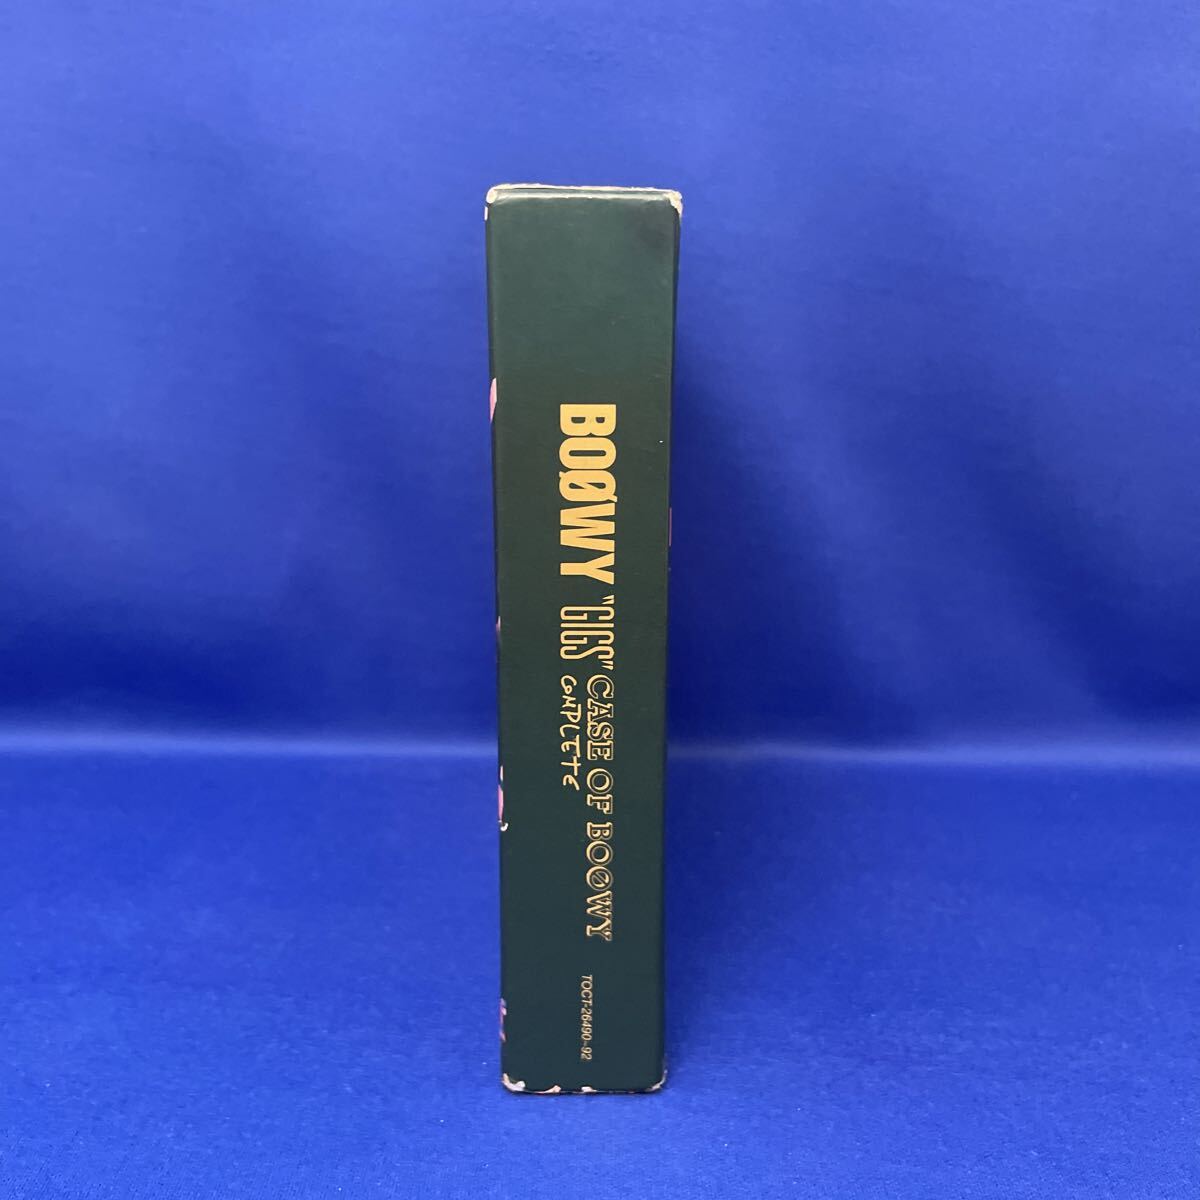 BOØWY
"GIGS" CASE OF BOØWY
COMPLETE
TOCT-26490~92